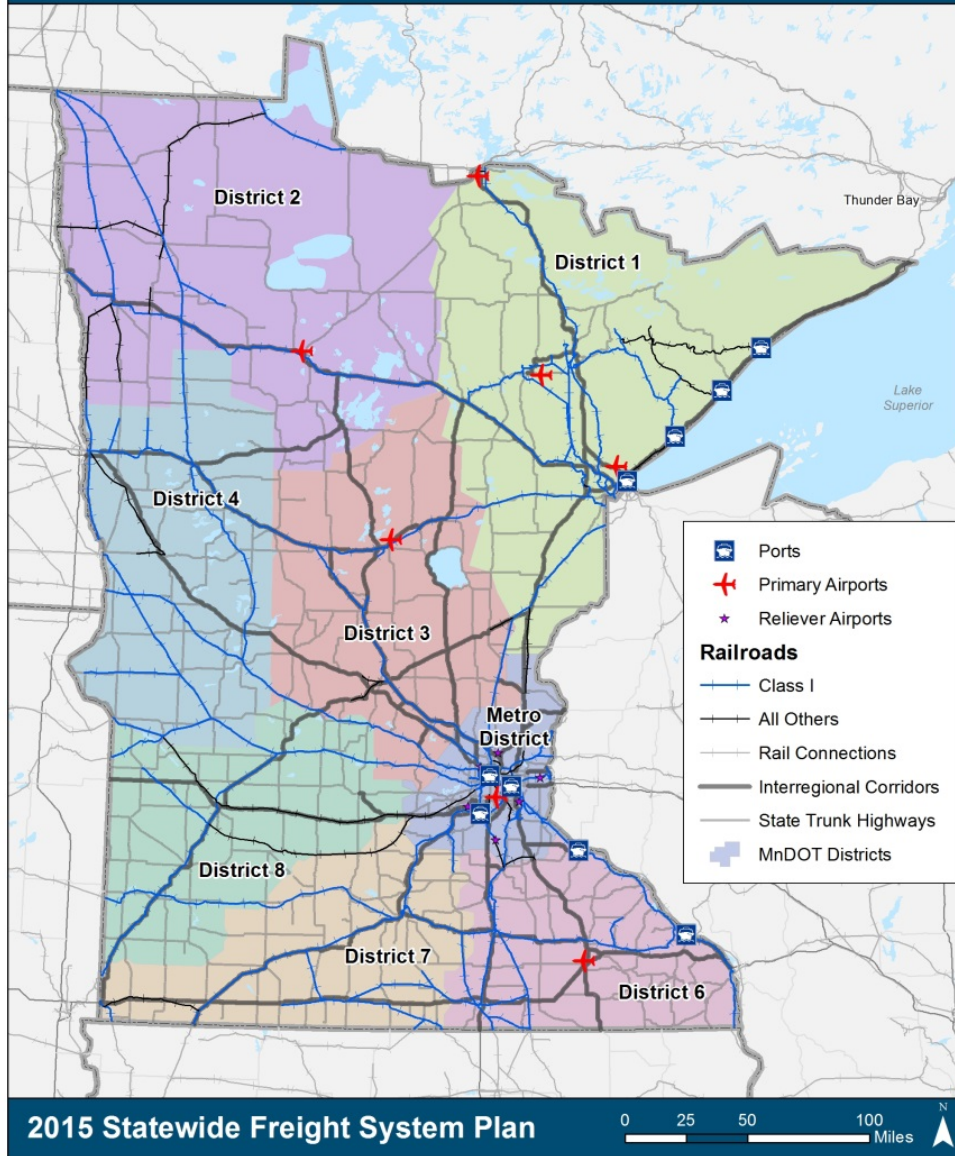 District 2
Thunder Bay
District 1
Lake
Superior
District 4
District 3
Metro
District
District 8
District 7
District 6
Ports
Primary Airports
Reliever Airports
Railroads
Class I
All Others
Rail Connections
Interregional Corridors
State Trunk Highways
MnDOT Districts
2015 Statewide Freight System Plan
0 25 50 100
Miles
N